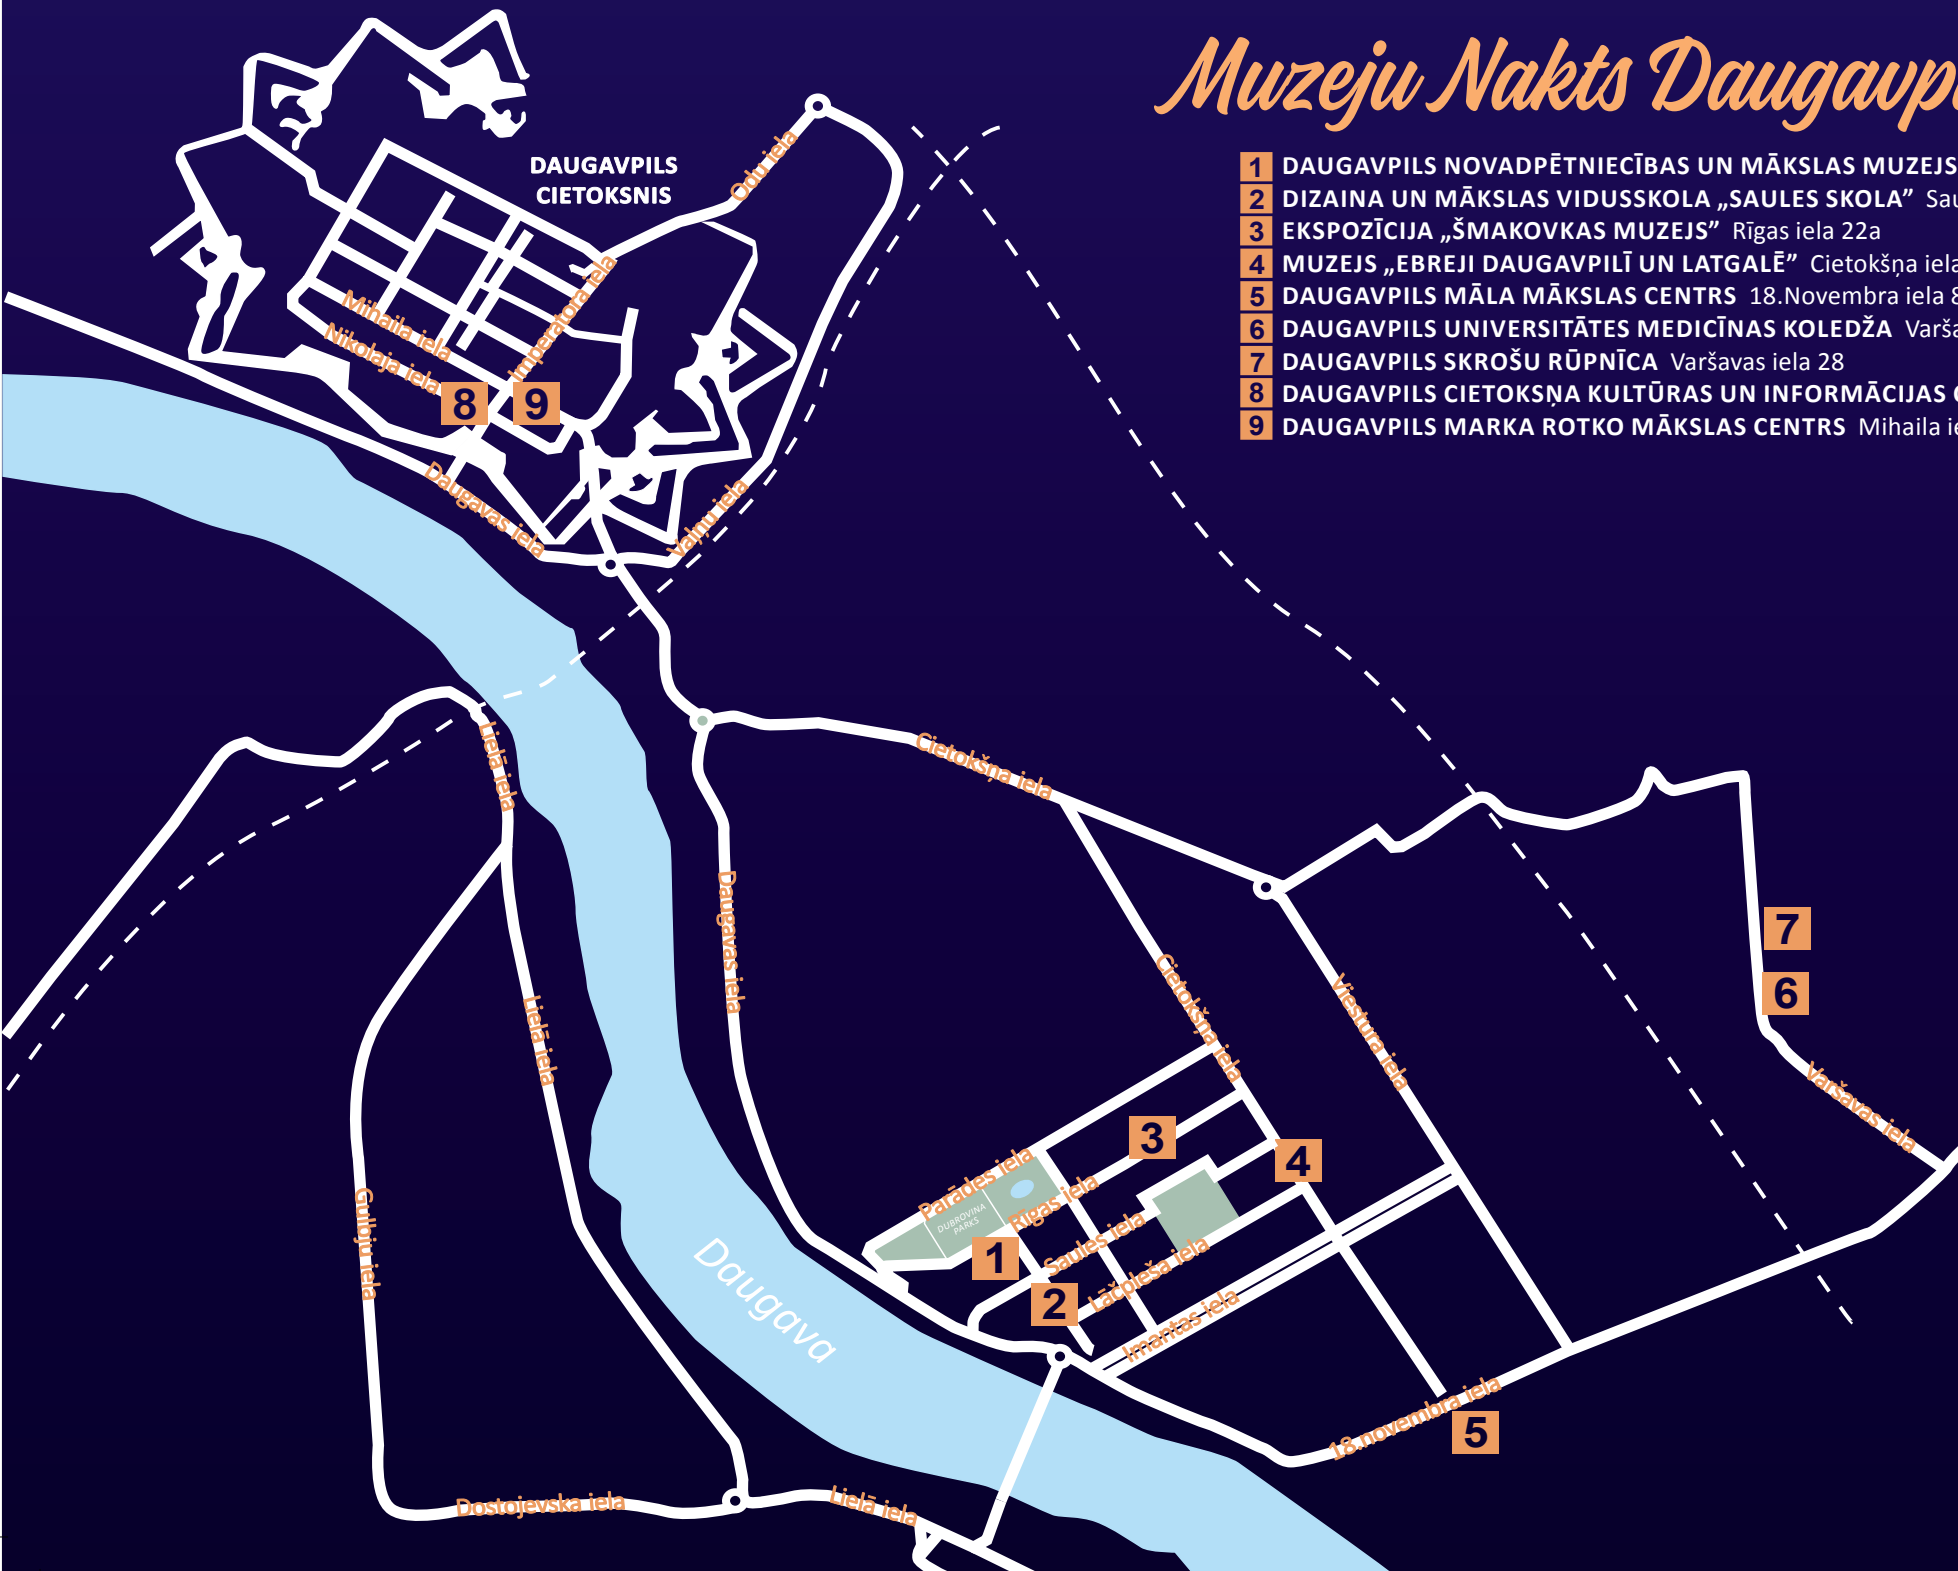 Muzeju Nakts
DAUGAVPILS
CIETOKSNIS
1 DAUGAVPILS NOVADPĒTNIECĪBAS UN MĀKSLAS MUZEJS
2 DIZAINA UN MĀKSLAS VIDUSSKOLA „SAULES SKOLA”
3 EKSPOZĪCIJA „ŠMAKOVKAS MUZEJS” Rīgas iela 22a
4 MUZEJS „EBREJI DAUGAVPILĪ UN LATGALĒ” Cietokšņa iela
5 DAUGAVPILS MĀLA MĀKSLAS CENTRS 18.Novembra iela 8
6 DAUGAVPILS UNIVERSITĀTES MEDICĪNAS KOLEDŽA
7 DAUGAVPILS SKROŠU RŪPNĪCA Varšavas iela 28
8 DAUGAVPILS CIETOKSŅA KULTŪRAS UN INFORMĀCIJAS
9 DAUGAVPILS MARKA ROTKO MĀKSLAS CENTRS Mihaila
Odu iela
Imperatora iela
Mihaila iela
Nikolaja iela
8
9
Daugavas iela
Vaļņu iela
Lielā iela
Cietokšņa iela
Daugavas iela
7
6
Cietokšņa iela
Viestura iela
Lielā iela
Varšavas iela
3
4
Parādes iela
DUBROVINA
PARKS
Rīgas iela
Saules iela
1
2
Lāčplēša iela
Imantas iela
Gulbju iela
Daugava
18.novembra iela
5
Dostojevska iela
Lielā iela